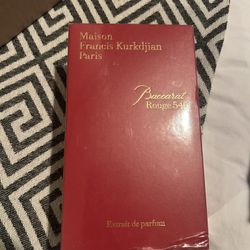 Maison
Francis Kurkdjian
Paris
Baccarat
Rouge 540
Extrait de parfum